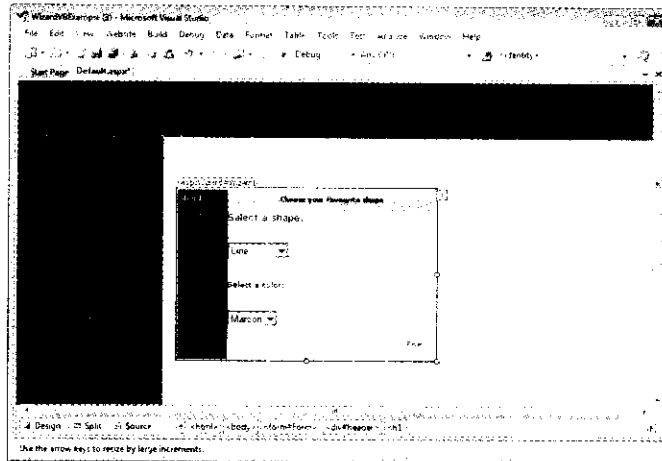 WizardVBExample (3) - Microsoft Visual Studio
File Edit View Website Build Debug Data Format Table Tools Test Analyze Window Help
Debug
Start Page Default.aspx*
Choose your favourite shape
Select a shape:
Line
Select a color:
Maroon
Design Split Source <html> <body> <form#form1> <div#header> <h1>
Use the arrow keys to resize by large increments.